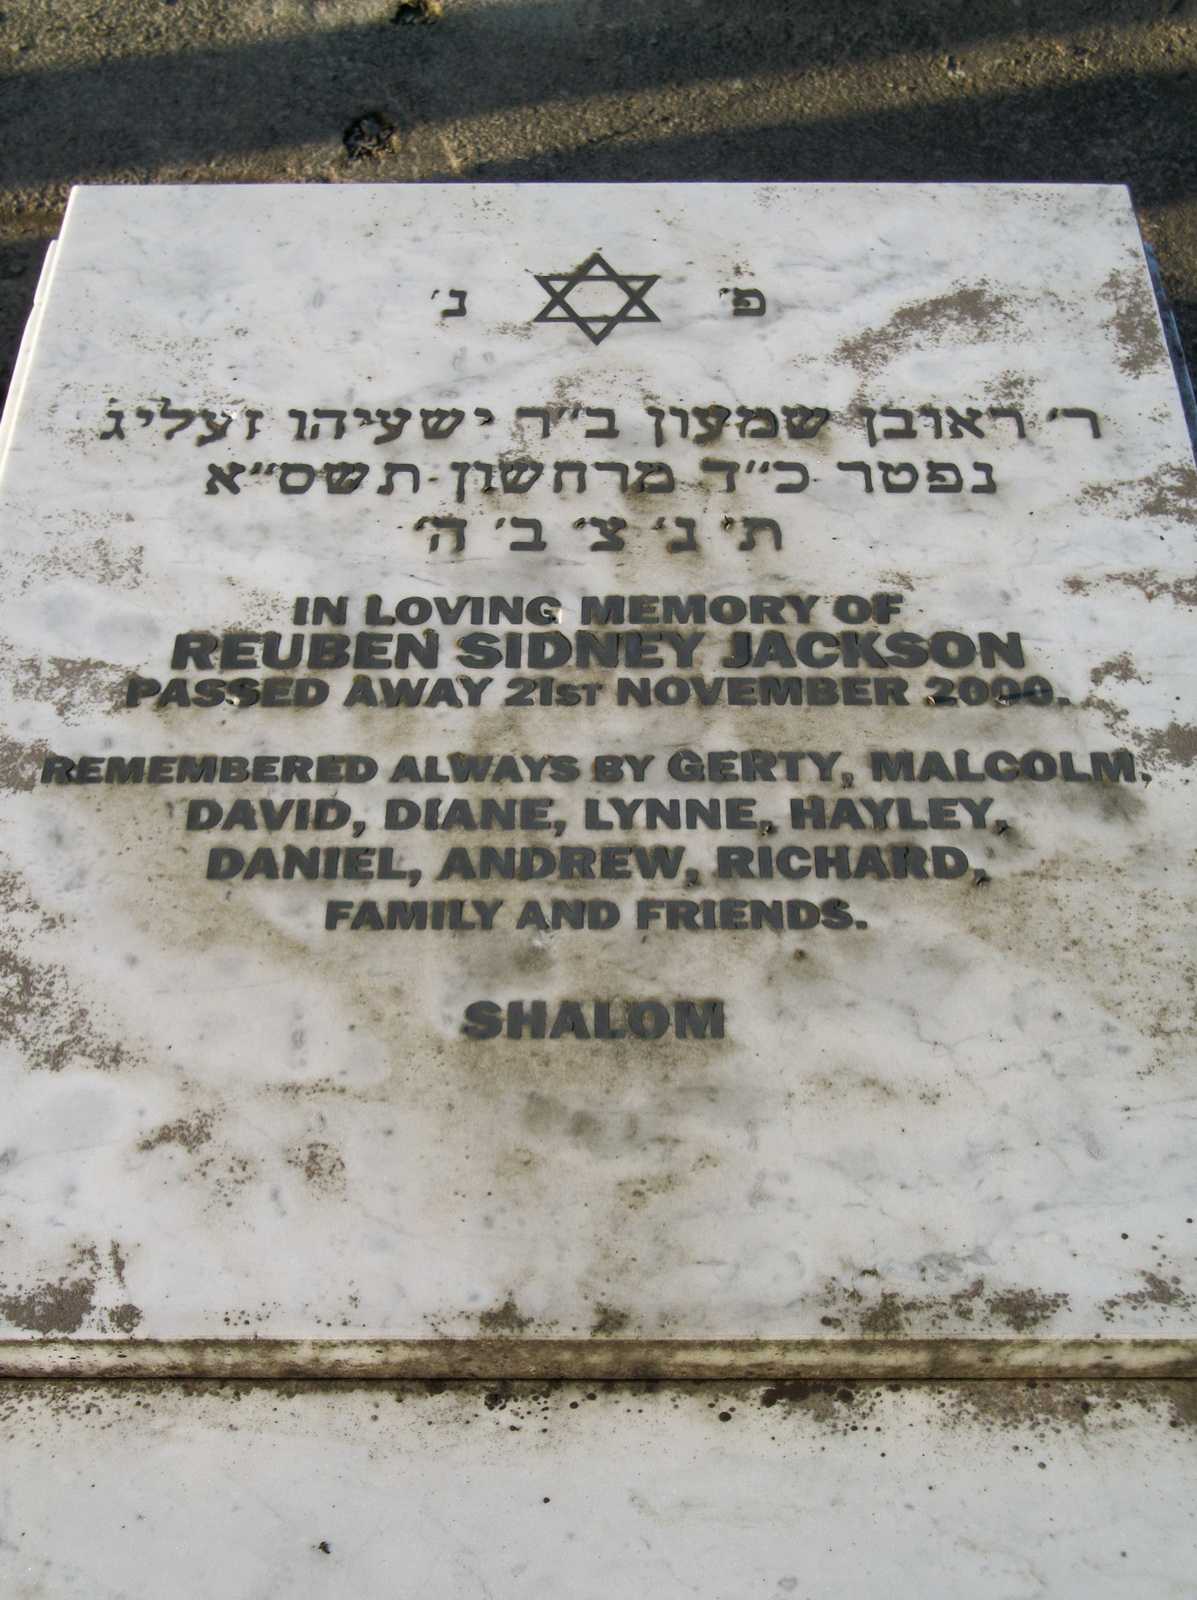 פ׳ נ׳
ר׳ ראובן שמעון ב״ר ישעיהו זעליג
נפטר כ״ד מרחשון תשס״א
ת׳ נ׳ צ׳ ב׳ ה׳
IN LOVING MEMORY OF
REUBEN SIDNEY JACKSON
PASSED AWAY 21ST NOVEMBER 2000.
REMEMBERED ALWAYS BY GERTY, MALCOLM,
DAVID, DIANE, LYNNE, HAYLEY,
DANIEL, ANDREW, RICHARD,
FAMILY AND FRIENDS.
SHALOM